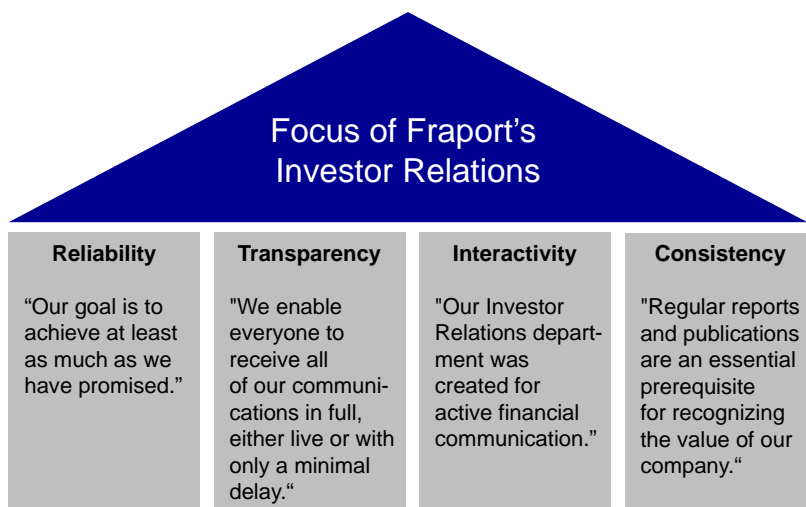 Focus of Fraport’s
Investor Relations
Reliability
“Our goal is to
achieve at least
as much as we
have promised.”
Transparency
"We enable
everyone to
receive all
of our communi-
cations in full,
either live or with
only a minimal
delay.“
Interactivity
"Our Investor
Relations depart-
ment was
created for
active financial
communication.”
Consistency
"Regular reports
and publications
are an essential
prerequisite
for recognizing
the value of our
company.“